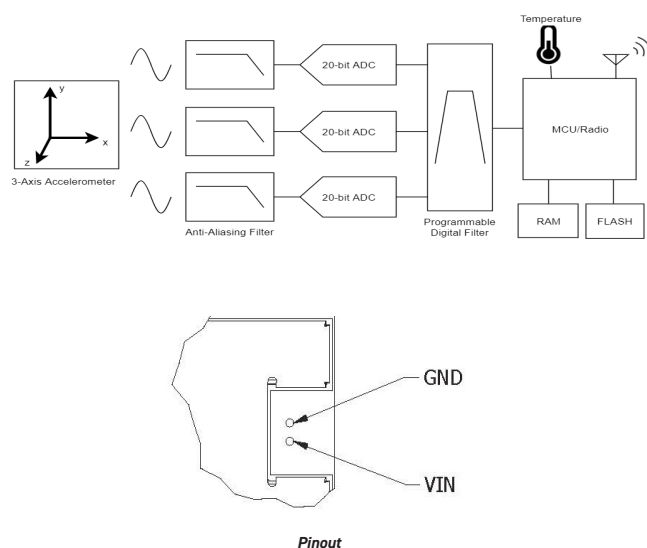 Temperature
y
x
z
3-Axis Accelerometer
20-bit ADC
20-bit ADC
20-bit ADC
Anti-Aliasing Filter
Programmable
Digital Filter
MCU/Radio
RAM
FLASH
GND
VIN
Pinout